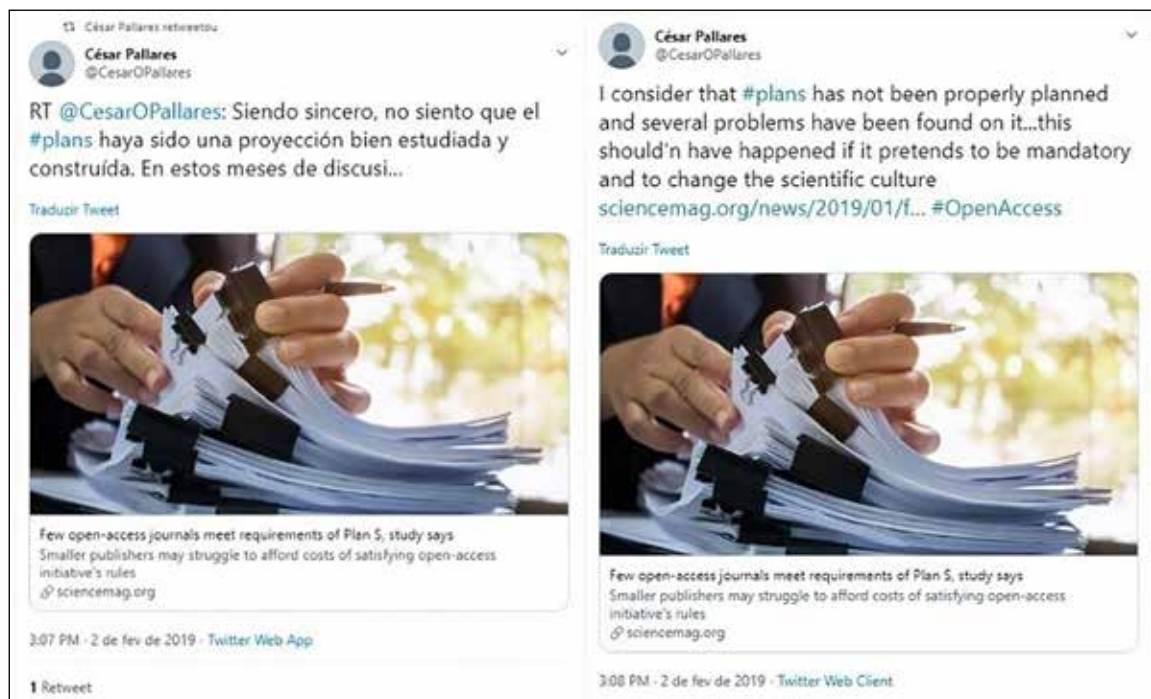 César Pallares retweetou
César Pallares
@CesarOPallares
RT @CesarOPallares: Siendo sincero, no siento que el
#plans haya sido una proyección bien estudiada y
construída. En estos meses de discusi...
Traduzir Tweet
Few open-access journals meet requirements of Plan S, study says
Smaller publishers may struggle to afford costs of satisfying open-access
initiative's rules
sciencemag.org
3:07 PM · 2 de fev de 2019 · Twitter Web App
1 Retweet
César Pallares
@CesarOPallares
I consider that #plans has not been properly planned
and several problems have been found on it...this
should'n have happened if it pretends to be mandatory
and to change the scientific culture
sciencemag.org/news/2019/01/f... #OpenAccess
Traduzir Tweet
Few open-access journals meet requirements of Plan S, study says
Smaller publishers may struggle to afford costs of satisfying open-access
initiative's rules
sciencemag.org
3:08 PM · 2 de fev de 2019 · Twitter Web Client